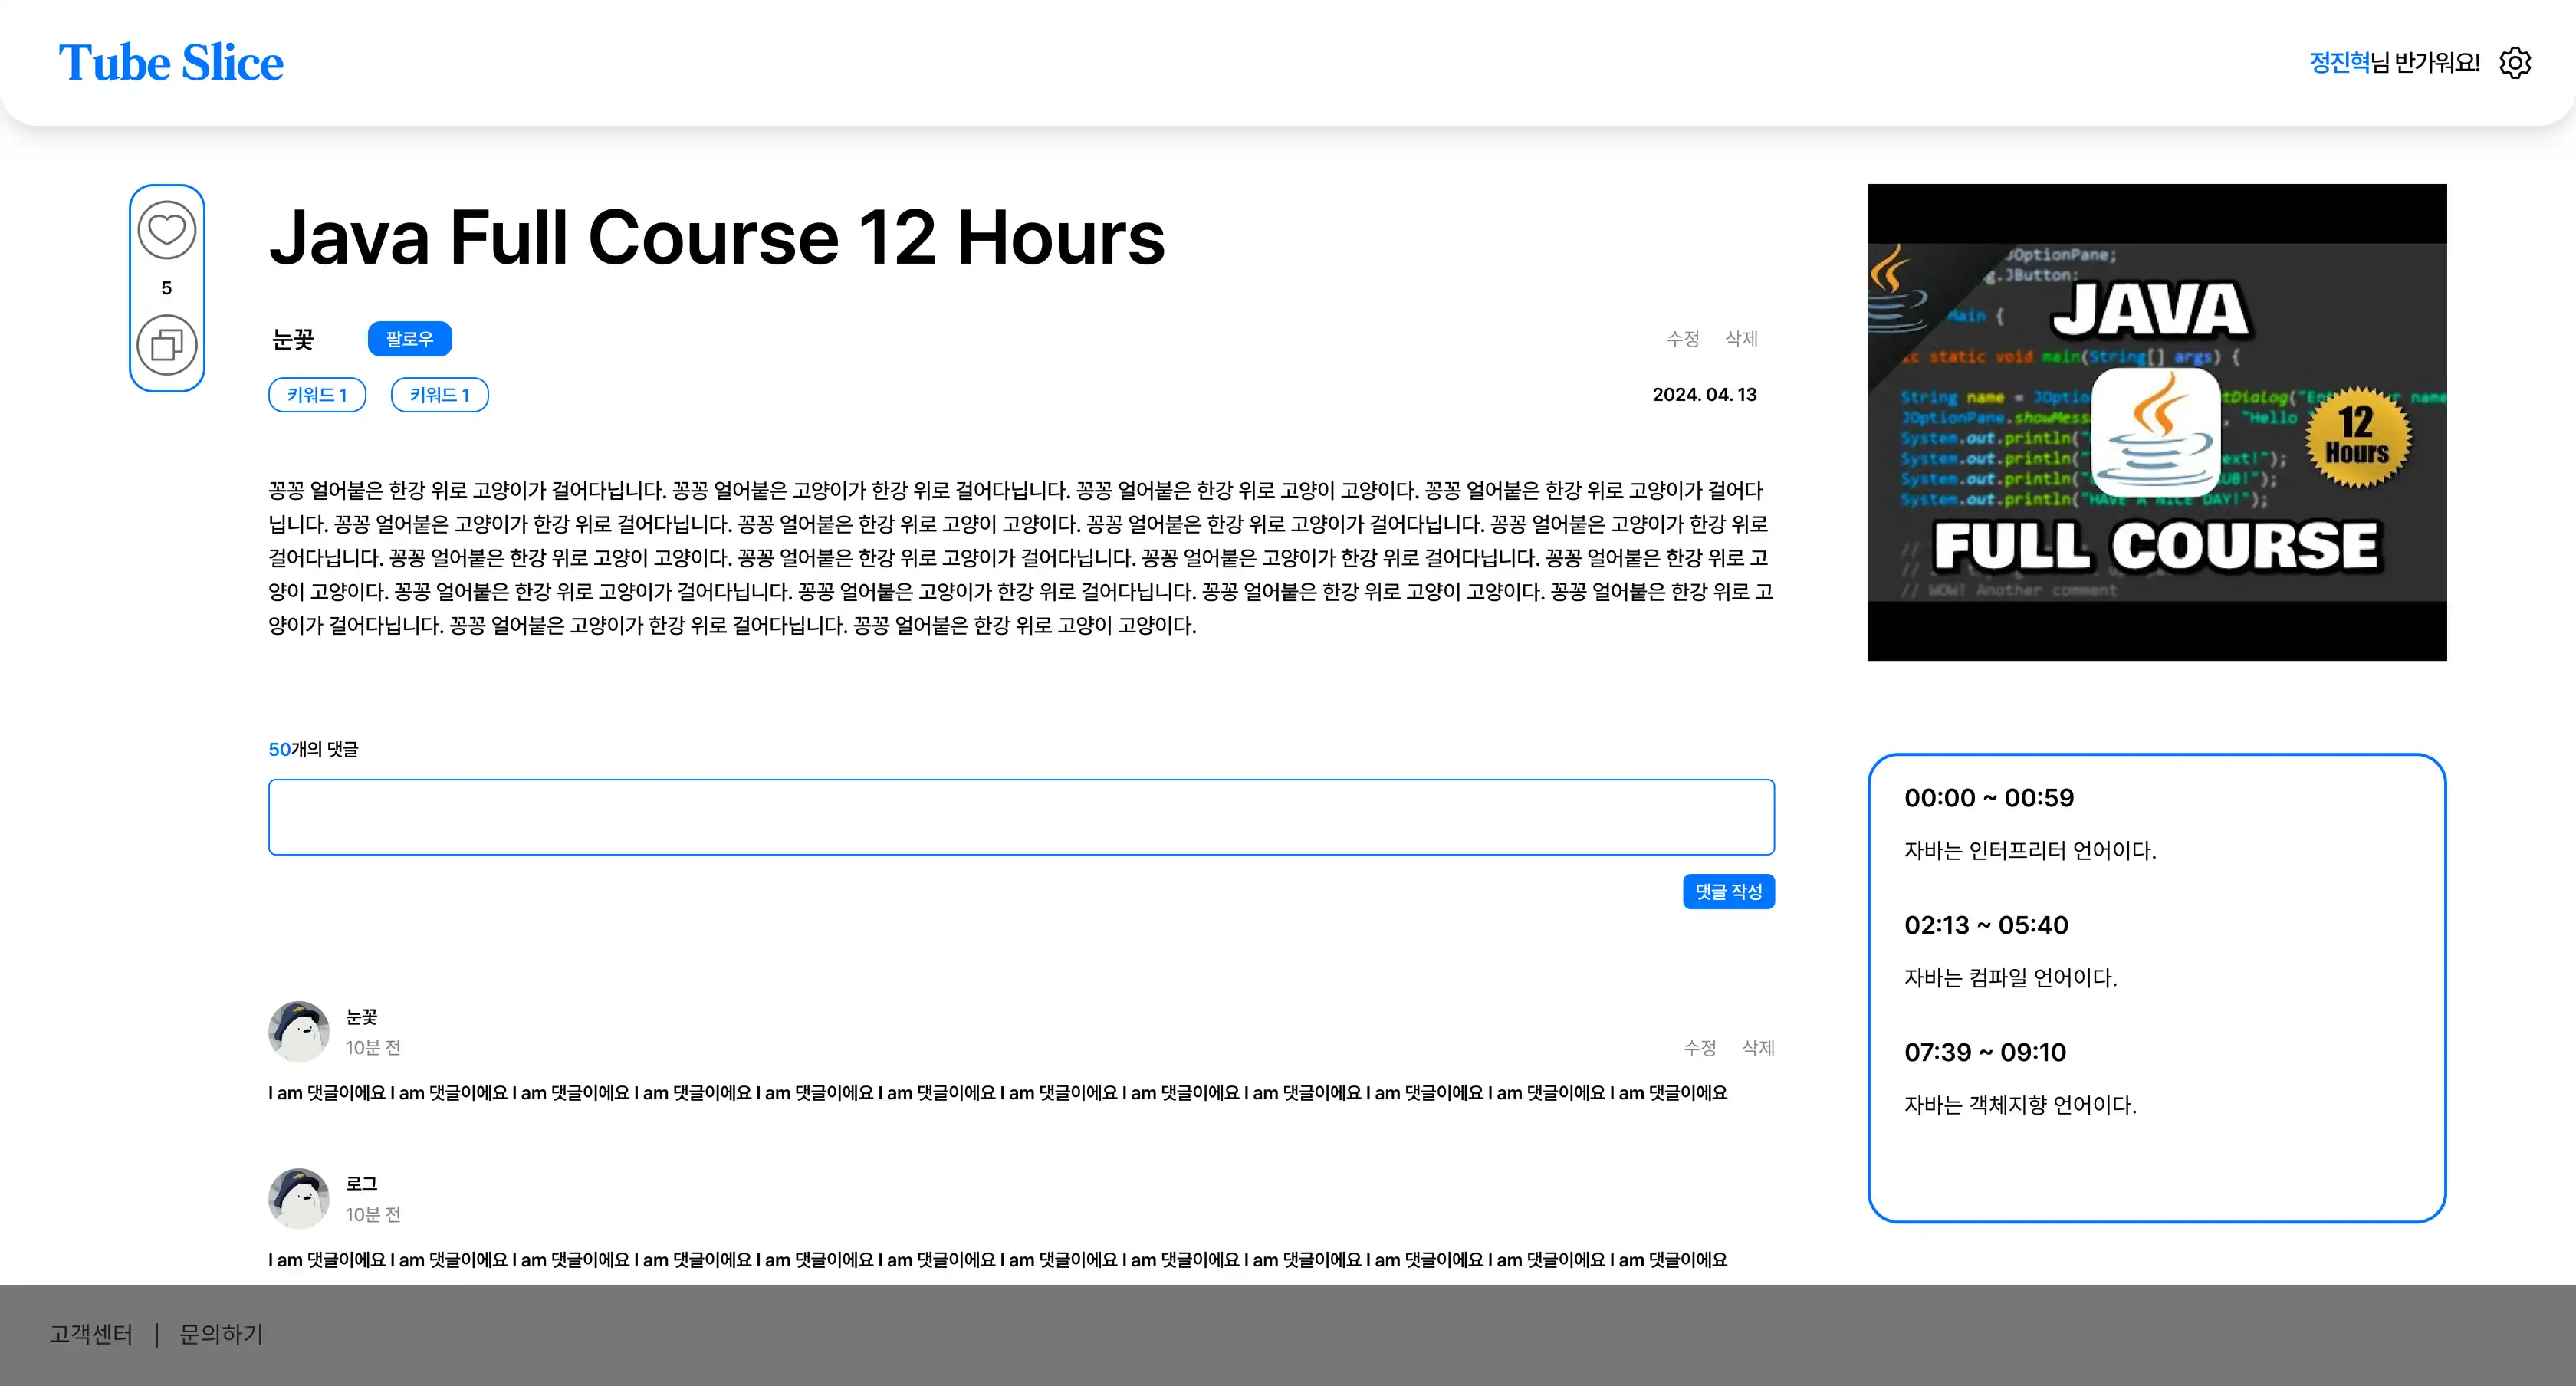 Tube Slice
정진혁님 반가워요!
Java Full Course 12 Hours
5
눈꽃
팔로우
수정 삭제
키워드 1 키워드 1
2024. 04. 13
꽁꽁 얼어붙은 한강 위로 고양이가 걸어다닙니다. 꽁꽁 얼어붙은 고양이가 한강 위로 걸어다닙니다. 꽁꽁 얼어붙은 한강 위로 고양이 고양이다. 꽁꽁 얼어붙은 한강 위로 고양이가 걸어다
닙니다. 꽁꽁 얼어붙은 고양이가 한강 위로 걸어다닙니다. 꽁꽁 얼어붙은 한강 위로 고양이 고양이다. 꽁꽁 얼어붙은 한강 위로 고양이가 걸어다닙니다. 꽁꽁 얼어붙은 고양이가 한강 위로
걸어다닙니다. 꽁꽁 얼어붙은 한강 위로 고양이 고양이다. 꽁꽁 얼어붙은 한강 위로 고양이가 걸어다닙니다. 꽁꽁 얼어붙은 고양이가 한강 위로 걸어다닙니다. 꽁꽁 얼어붙은 한강 위로 고
양이 고양이다. 꽁꽁 얼어붙은 한강 위로 고양이가 걸어다닙니다. 꽁꽁 얼어붙은 고양이가 한강 위로 걸어다닙니다. 꽁꽁 얼어붙은 한강 위로 고양이 고양이다. 꽁꽁 얼어붙은 한강 위로 고
양이가 걸어다닙니다. 꽁꽁 얼어붙은 고양이가 한강 위로 걸어다닙니다. 꽁꽁 얼어붙은 한강 위로 고양이 고양이다.
50개의 댓글
댓글 작성
눈꽃
10분 전
수정 삭제
I am 댓글이에요 I am 댓글이에요 I am 댓글이에요 I am 댓글이에요 I am 댓글이에요 I am 댓글이에요 I am 댓글이에요 I am 댓글이에요 I am 댓글이에요 I am 댓글이에요 I am 댓글이에요 I am 댓글이에요
로그
10분 전
I am 댓글이에요 I am 댓글이에요 I am 댓글이에요 I am 댓글이에요 I am 댓글이에요 I am 댓글이에요 I am 댓글이에요 I am 댓글이에요 I am 댓글이에요 I am 댓글이에요 I am 댓글이에요 I am 댓글이에요
JOptionPane;
.JButton;
Main {
static void main(String[] args) {
String name =
JOptionPane.
"Hello
System.out.println("
System.out.println("
System.out.println("
System.out.println("HAVE A NICE DAY!");
// WOW! Another comment
JAVA
12
Hours
FULL COURSE
00:00 ~ 00:59
자바는 인터프리터 언어이다.
02:13 ~ 05:40
자바는 컴파일 언어이다.
07:39 ~ 09:10
자바는 객체지향 언어이다.
고객센터 | 문의하기